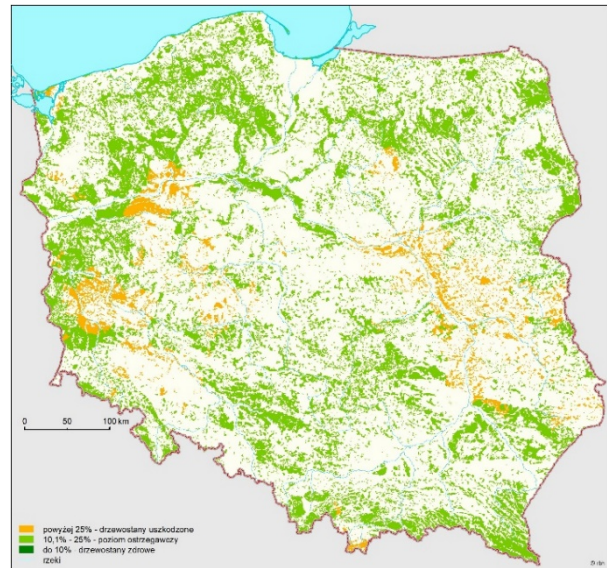 0 50 100 km
powyżej 25% - drzewostany uszkodzone
10,1% - 25% - poziom ostrzegawczy
do 10% - drzewostany zdrowe
rzeki